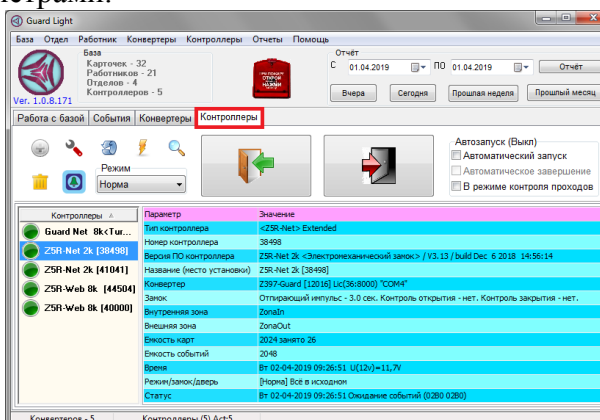 етрами.
Guard Light
База Отдел Работник Конвертеры Контроллеры Отчеты Помощь
База
Карточек - 32
Работников - 21
Отделов - 4
Контроллеров - 5
Ver. 1.0.8.171
Отчёт
С 01.04.2019 ПО 01.04.2019 Отчёт
Вчера Сегодня Прошлая неделя Прошлый месяц
Работа с базой События Конвертеры Контроллеры
Режим
Норма
Автозапуск (Выкл)
Автоматический запуск
Автоматическое завершение
В режиме контроля проходов
Контроллеры
Guard Net 8k<Tur...
Z5R-Net 2k [38498]
Z5R-Net 2k [41041]
Z5R-Web 8k [44504]
Z5R-Web 8k [40000]
Параметр Значение
Тип контроллера <Z5R-Net> Extended
Номер контроллера 38498
Версия ПО контроллера Z5R-Net 2k <Электромеханический замок> / V3.13 / build Dec 6 2018 14:56:14
Название (место установки) Z5R-Net 2k [38498]
Конвертер Z397-Guard [12016] Lic(36:8000) "COM4"
Замок Отпирающий импульс - 3.0 сек. Контроль открытия - нет. Контроль закрытия - нет.
Внутренняя зона ZonaIn
Внешняя зона ZonaOut
Емкость карт 2024 занято 26
Емкость событий 2048
Время Вт 02-04-2019 09:26:51 U(12v)=11,7V
Режим/замок/дверь [Норма] Всё в исходном
Статус Вт 02-04-2019 09:26:51 Ожидание событий (02B0 02B0)
Конвертеров - 5 Контроллеры (5) Act:5